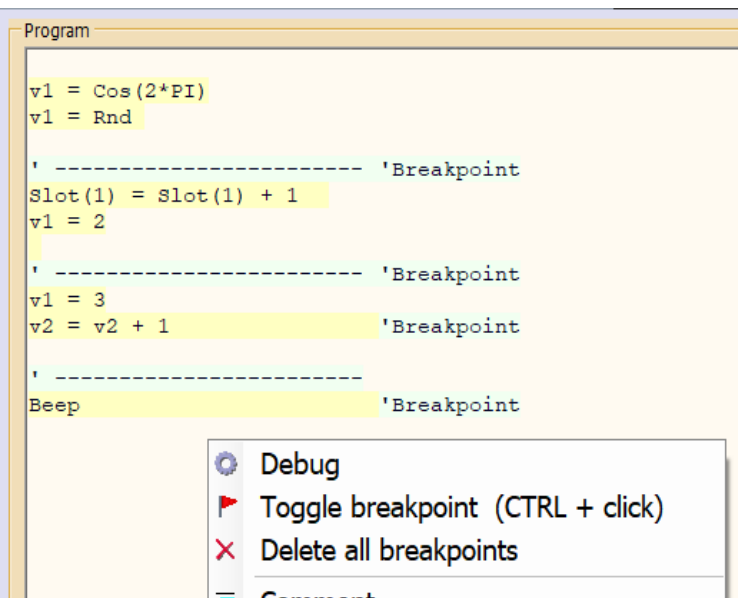 Program
v1 = Cos(2*PI)
v1 = Rnd
' ------------------------ 'Breakpoint
Slot(1) = Slot(1) + 1
v1 = 2
' ------------------------ 'Breakpoint
v1 = 3
v2 = v2 + 1 'Breakpoint
' ------------------------
Beep 'Breakpoint
Debug
Toggle breakpoint (CTRL + click)
Delete all breakpoints
Comment